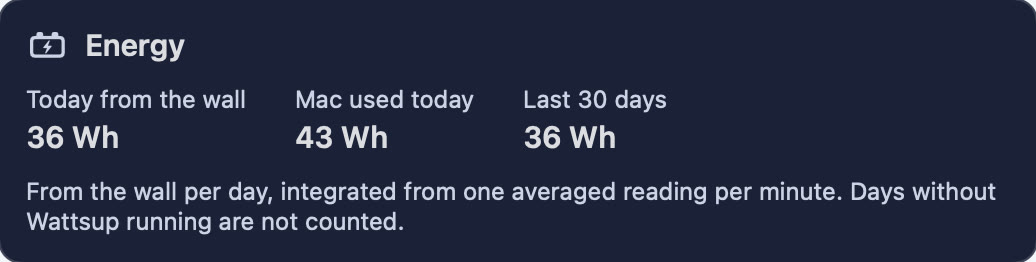 Energy
Today from the wall
Mac used today
Last 30 days
36 Wh
43 Wh
36 Wh
From the wall per day, integrated from one averaged reading per minute. Days without
Wattsup running are not counted.